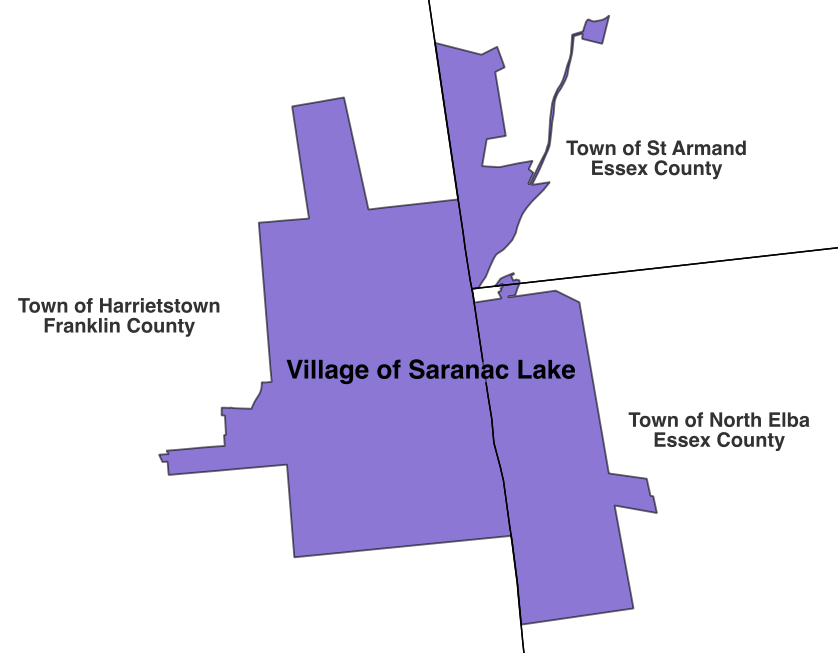 Town of St Armand
Essex County
Town of Harrietstown
Franklin County
Village of Saranac Lake
Town of North Elba
Essex County